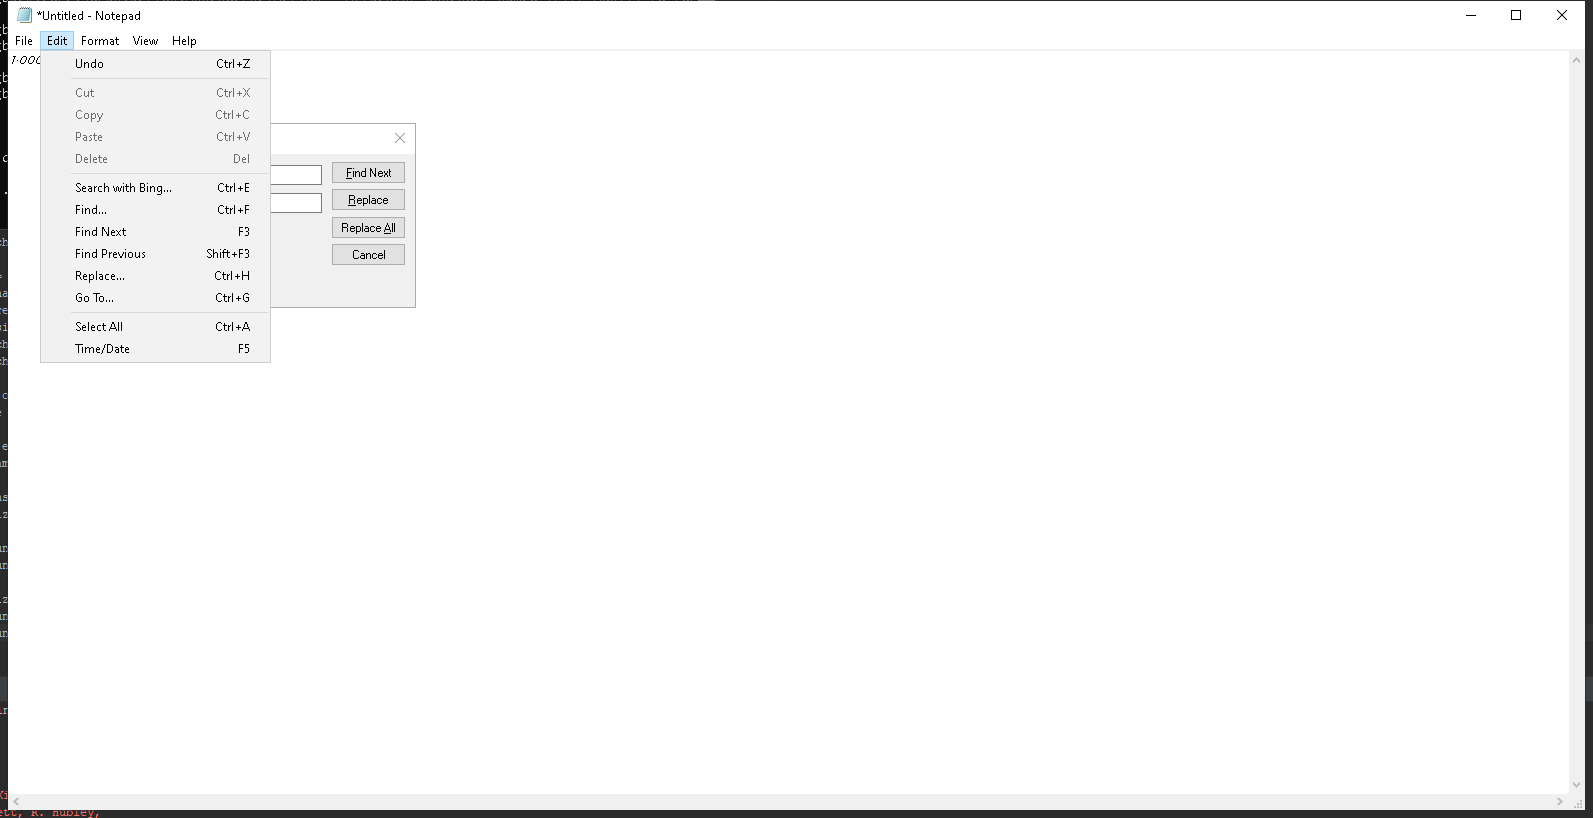 *Untitled - Notepad
File Edit Format View Help
1.000
Undo Ctrl+Z
Cut Ctrl+X
Copy Ctrl+C
Paste Ctrl+V
Delete Del
Search with Bing... Ctrl+E
Find... Ctrl+F
Find Next F3
Find Previous Shift+F3
Replace... Ctrl+H
Go To... Ctrl+G
Select All Ctrl+A
Time/Date F5
Find Next
Replace
Replace All
Cancel
R. Hubley,